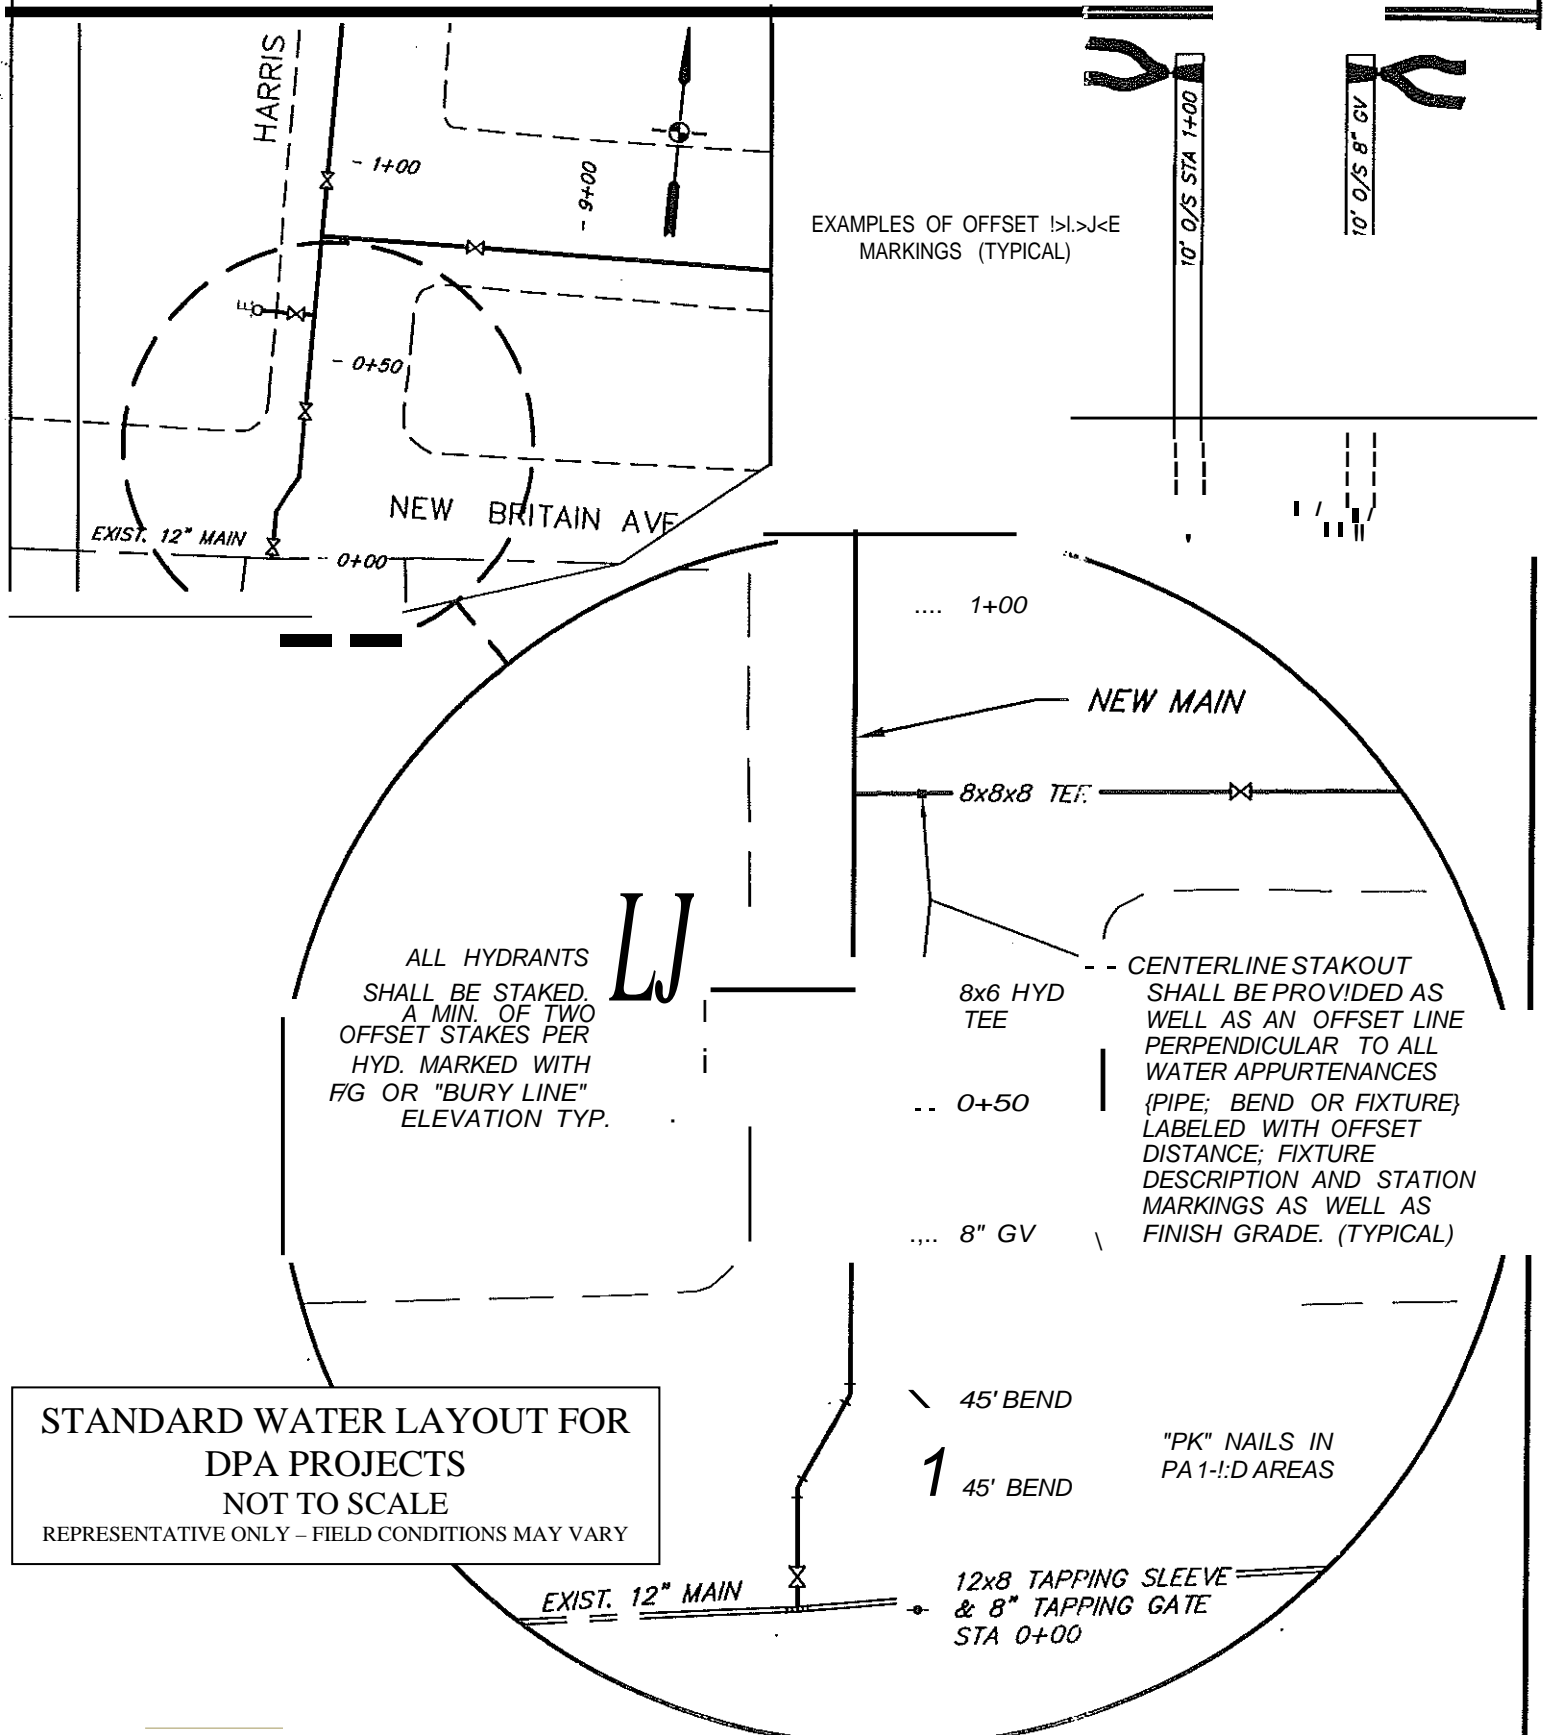 HARRIS
- 1+00
- 9+00
- 0+50
NEW BRITAIN AVE
EXIST. 12" MAIN
- 0+00
EXAMPLES OF OFFSET
MARKINGS (TYPICAL)
10' O/S STA 1+00
10' O/S 8" GV
.... 1+00
NEW MAIN
8x8x8 TEE
ALL HYDRANTS
SHALL BE STAKED.
A MIN. OF TWO
OFFSET STAKES PER
HYD. MARKED WITH
F/G OR "BURY LINE"
ELEVATION TYP.
LJ
8x6 HYD
TEE
-- 0+50
.,.. 8" GV
-- CENTERLINE STAKOUT
SHALL BE PROV!DED AS
WELL AS AN OFFSET LINE
PERPENDICULAR TO ALL
WATER APPURTENANCES
{PIPE; BEND OR FIXTURE}
LABELED WITH OFFSET
DISTANCE; FIXTURE
DESCRIPTION AND STATION
MARKINGS AS WELL AS
FINISH GRADE. (TYPICAL)
45' BEND
1 45' BEND
"PK" NAILS IN
PA1-!:D AREAS
STANDARD WATER LAYOUT FOR
DPA PROJECTS
NOT TO SCALE
REPRESENTATIVE ONLY – FIELD CONDITIONS MAY VARY
EXIST. 12" MAIN
12x8 TAPPING SLEEVE
& 8" TAPPING GATE
STA 0+00